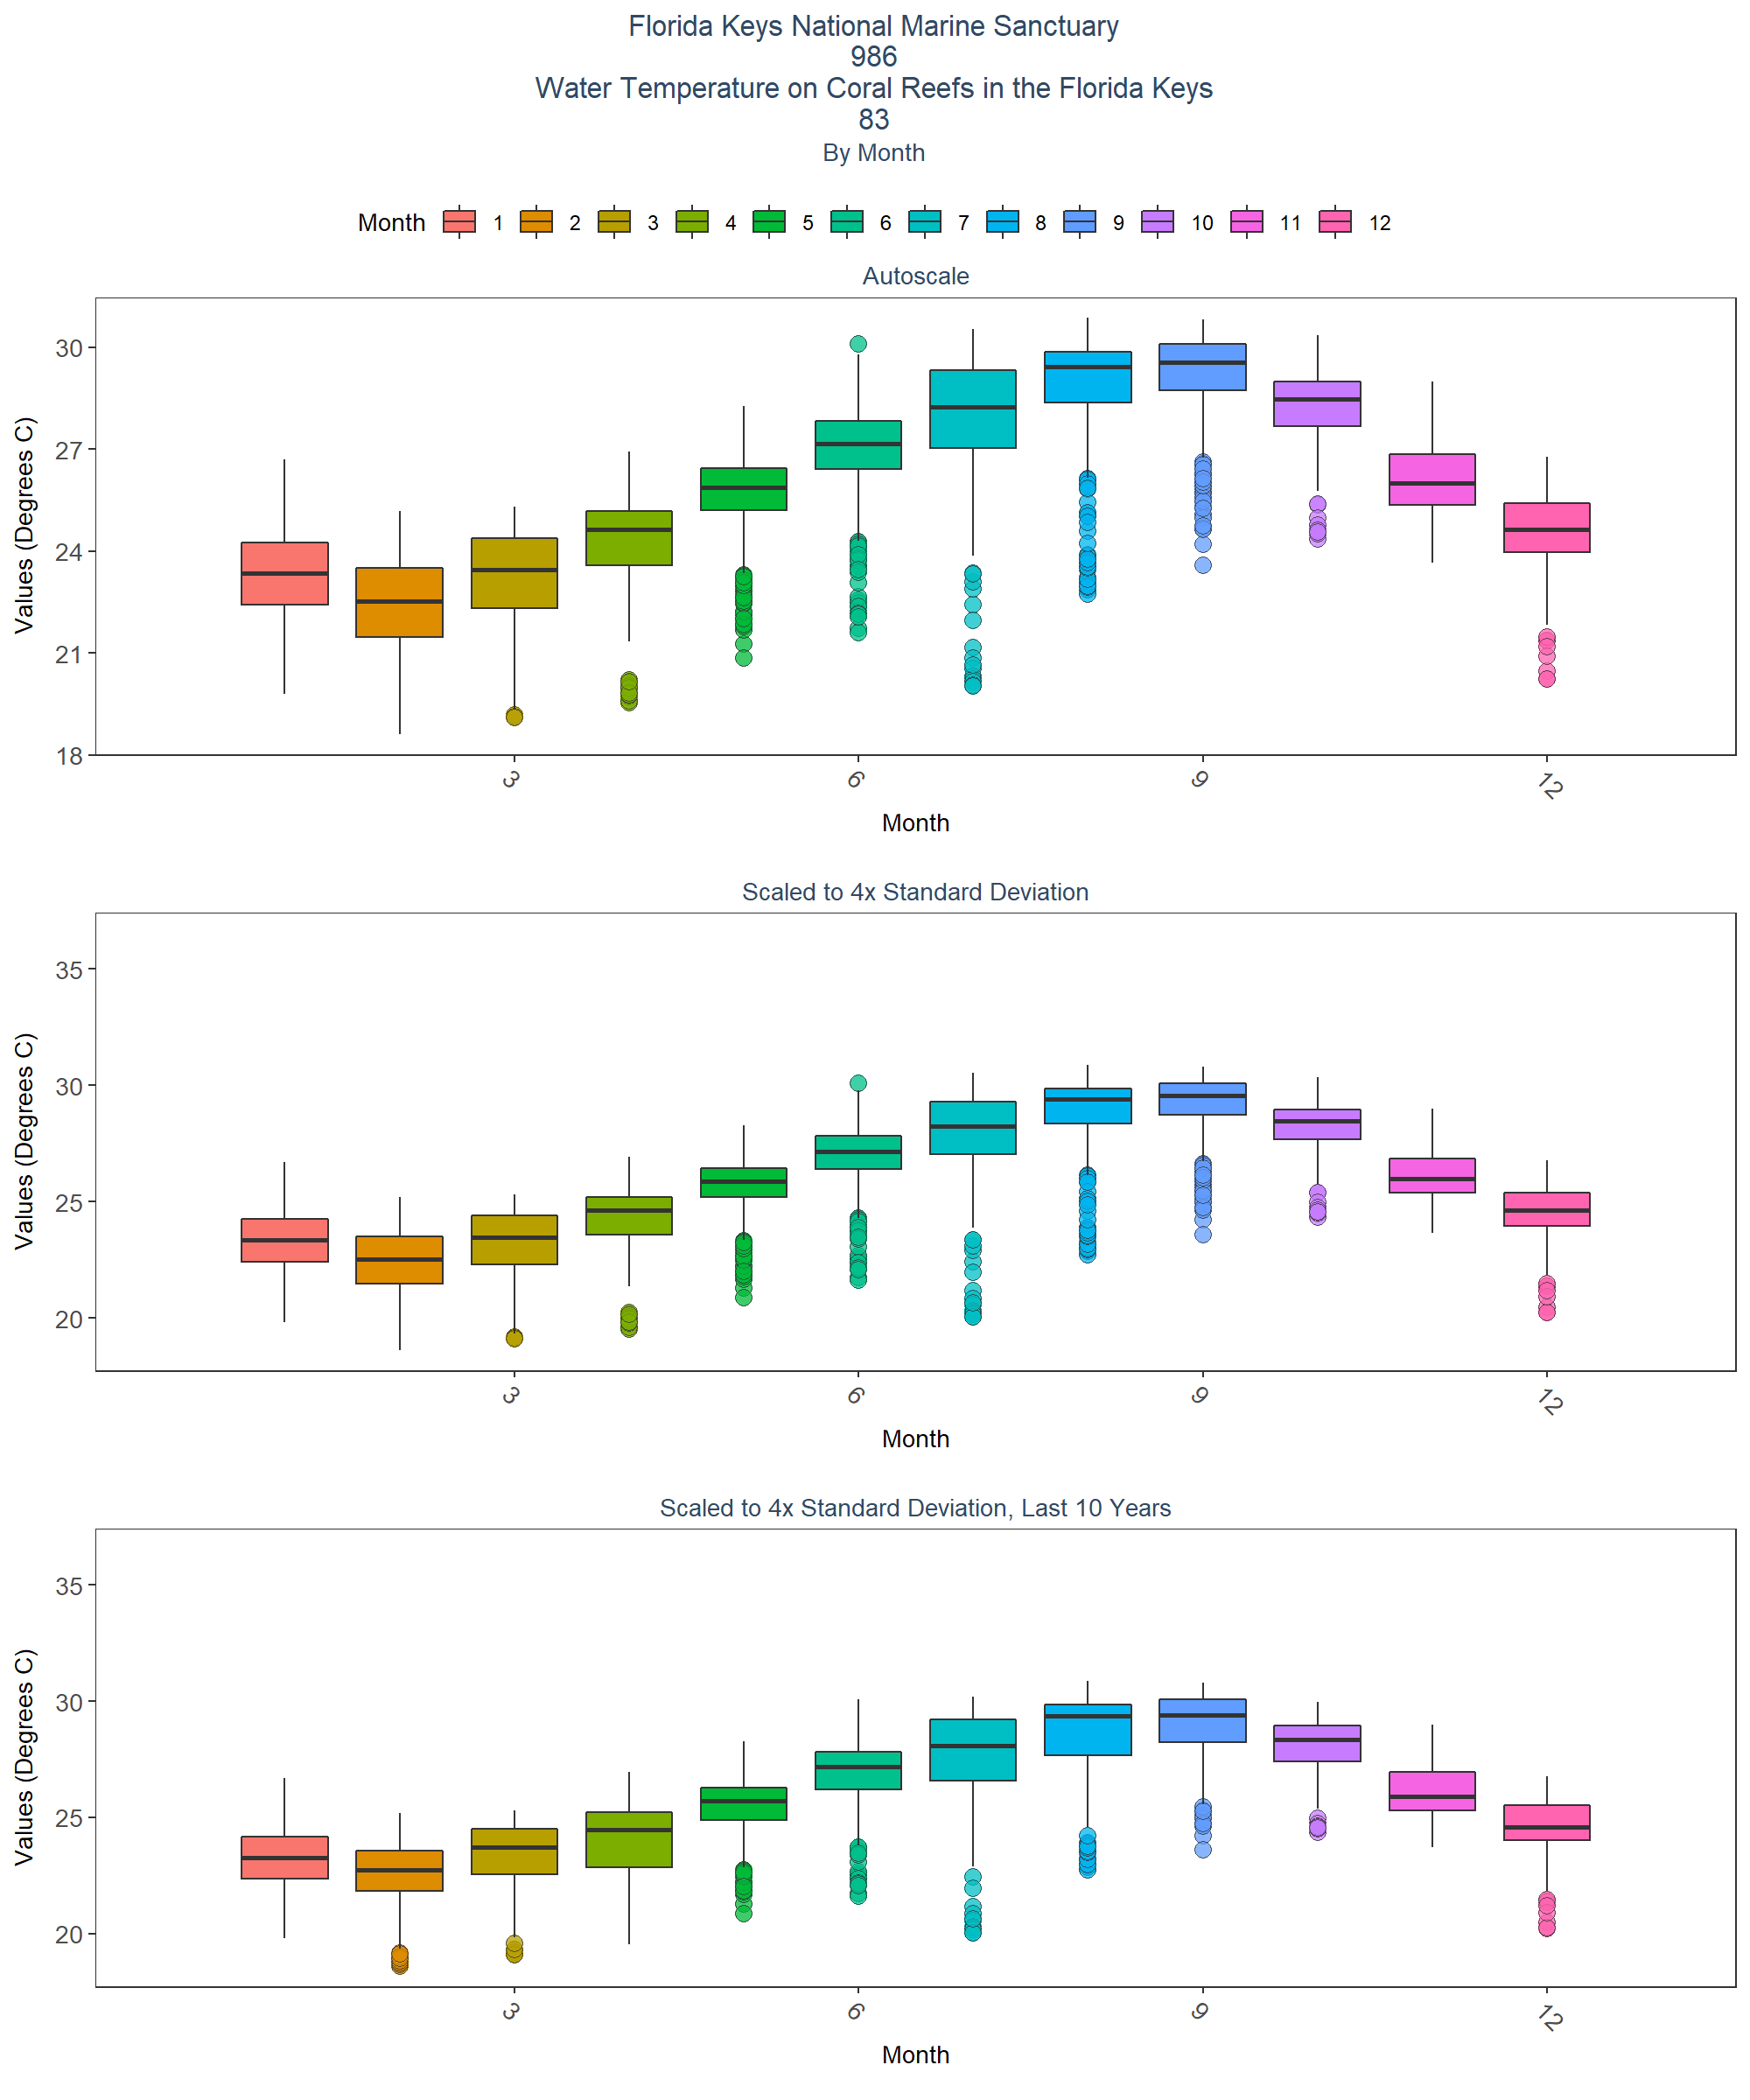 Florida Keys National Marine Sanctuary
986
Water Temperature on Coral Reefs in the Florida Keys
83
By Month
Month 1 2 3 4 5 6 7 8 9 10 11 12
Autoscale
Values (Degrees C)
30
27
24
21
18
3 6 9 12
Month
Scaled to 4x Standard Deviation
Values (Degrees C)
35
30
25
20
3 6 9 12
Month
Scaled to 4x Standard Deviation, Last 10 Years
Values (Degrees C)
35
30
25
20
3 6 9 12
Month